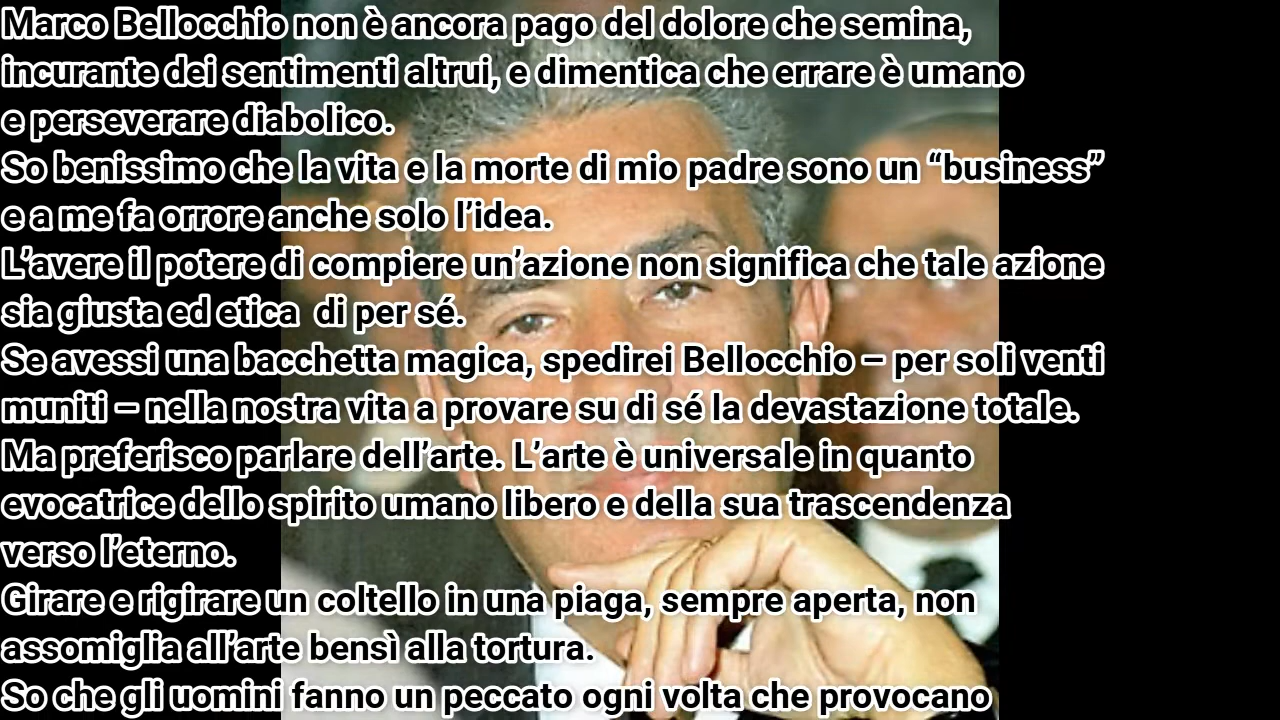 Marco Bellocchio non è ancora pago del dolore che semina,
incurante dei sentimenti altrui, e dimentica che errare è umano
e perseverare diabolico.
So benissimo che la vita e la morte di mio padre sono un “business”
e a me fa orrore anche solo l’idea.
L’avere il potere di compiere un’azione non significa che tale azione
sia giusta ed etica  di per sé.
Se avessi una bacchetta magica, spedirei Bellocchio – per soli venti
muniti – nella nostra vita a provare su di sé la devastazione totale.
Ma preferisco parlare dell’arte. L’arte è universale in quanto
evocatrice dello spirito umano libero e della sua trascendenza
verso l’eterno.
Girare e rigirare un coltello in una piaga, sempre aperta, non
assomiglia all’arte bensì alla tortura.
So che gli uomini fanno un peccato ogni volta che provocano